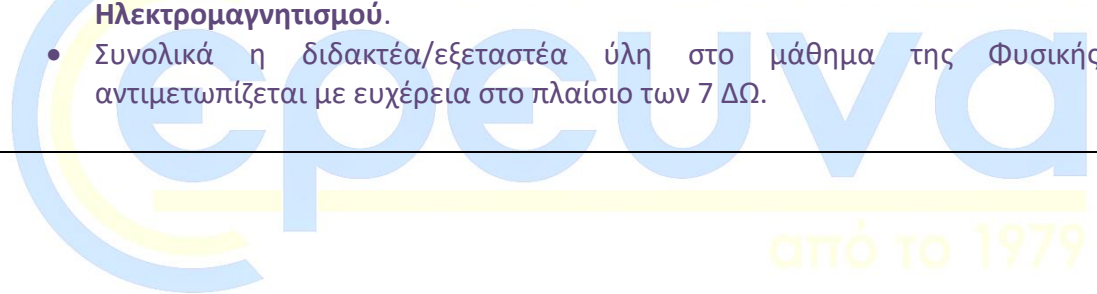 Ηλεκτρομαγνητισμού.
• Συνολικά η διδακτέα/εξεταστέα ύλη στο μάθημα της Φυσικής
αντιμετωπίζεται με ευχέρεια στο πλαίσιο των 7 ΔΩ.
έρευνα
από το 1979